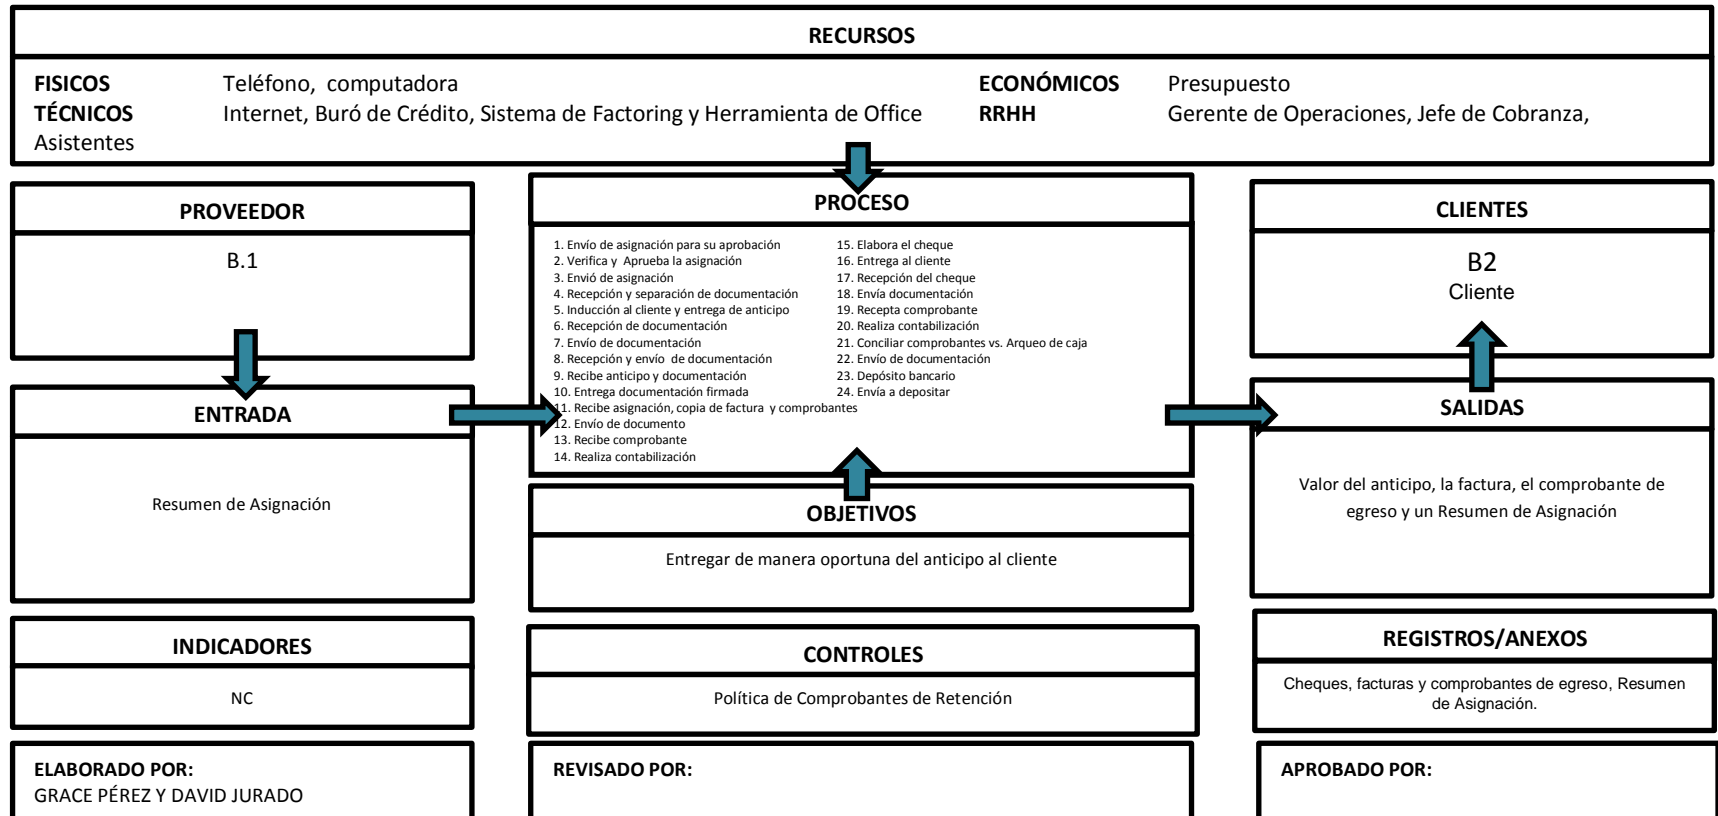 RECURSOS
FISICOS Teléfono, computadora ECONÓMICOS Presupuesto
TÉCNICOS Internet, Buró de Crédito, Sistema de Factoring y Herramienta de Office RRHH Gerente de Operaciones, Jefe de Cobranza,
Asistentes
PROVEEDOR
B.1
ENTRADA
Resumen de Asignación
INDICADORES
NC
ELABORADO POR:
GRACE PÉREZ Y DAVID JURADO
PROCESO
1. Envío de asignación para su aprobación
2. Verifica y Aprueba la asignación
3. Envió de asignación
4. Recepción y separación de documentación
5. Inducción al cliente y entrega de anticipo
6. Recepción de documentación
7. Envío de documentación
8. Recepción y envío de documentación
9. Recibe anticipo y documentación
10. Entrega documentación firmada
11. Recibe asignación, copia de factura y comprobantes
12. Envío de documento
13. Recibe comprobante
14. Realiza contabilización
15. Elabora el cheque
16. Entrega al cliente
17. Recepción del cheque
18. Envía documentación
19. Recepta comprobante
20. Realiza contabilización
21. Conciliar comprobantes vs. Arqueo de caja
22. Envío de documentación
23. Depósito bancario
24. Envía a depositar
OBJETIVOS
Entregar de manera oportuna del anticipo al cliente
CONTROLES
Política de Comprobantes de Retención
REVISADO POR:
CLIENTES
B2
Cliente
SALIDAS
Valor del anticipo, la factura, el comprobante de
egreso y un Resumen de Asignación
REGISTROS/ANEXOS
Cheques, facturas y comprobantes de egreso, Resumen
de Asignación.
APROBADO POR: